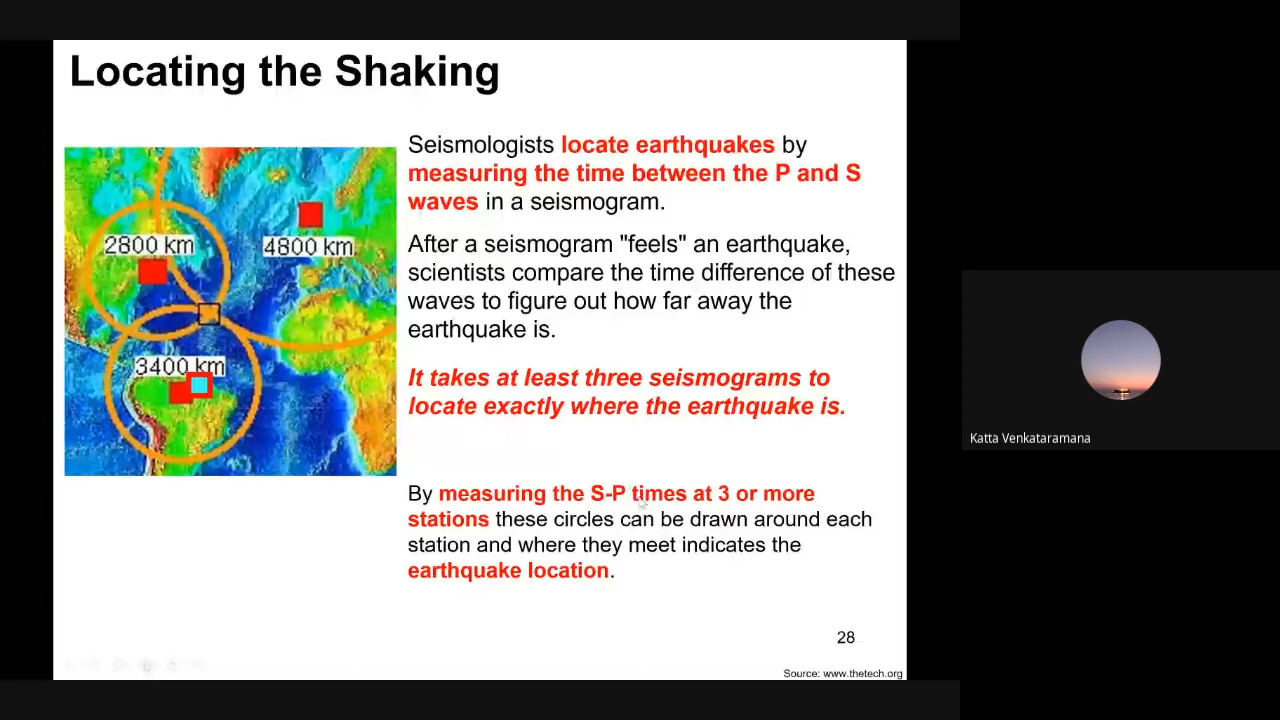 Locating the Shaking
Seismologists locate earthquakes by
measuring the time between the P and S
waves in a seismogram.
2800 km
4800 km
After a seismogram "feels" an earthquake,
scientists compare the time difference of these
waves to figure out how far away the
earthquake is.
3400 km
It takes at least three seismograms to
locate exactly where the earthquake is.
By measuring the S-P times at 3 or more
stations these circles can be drawn around each
station and where they meet indicates the
earthquake location.
Katta Venkataramana
28
Source: www.thetech.org